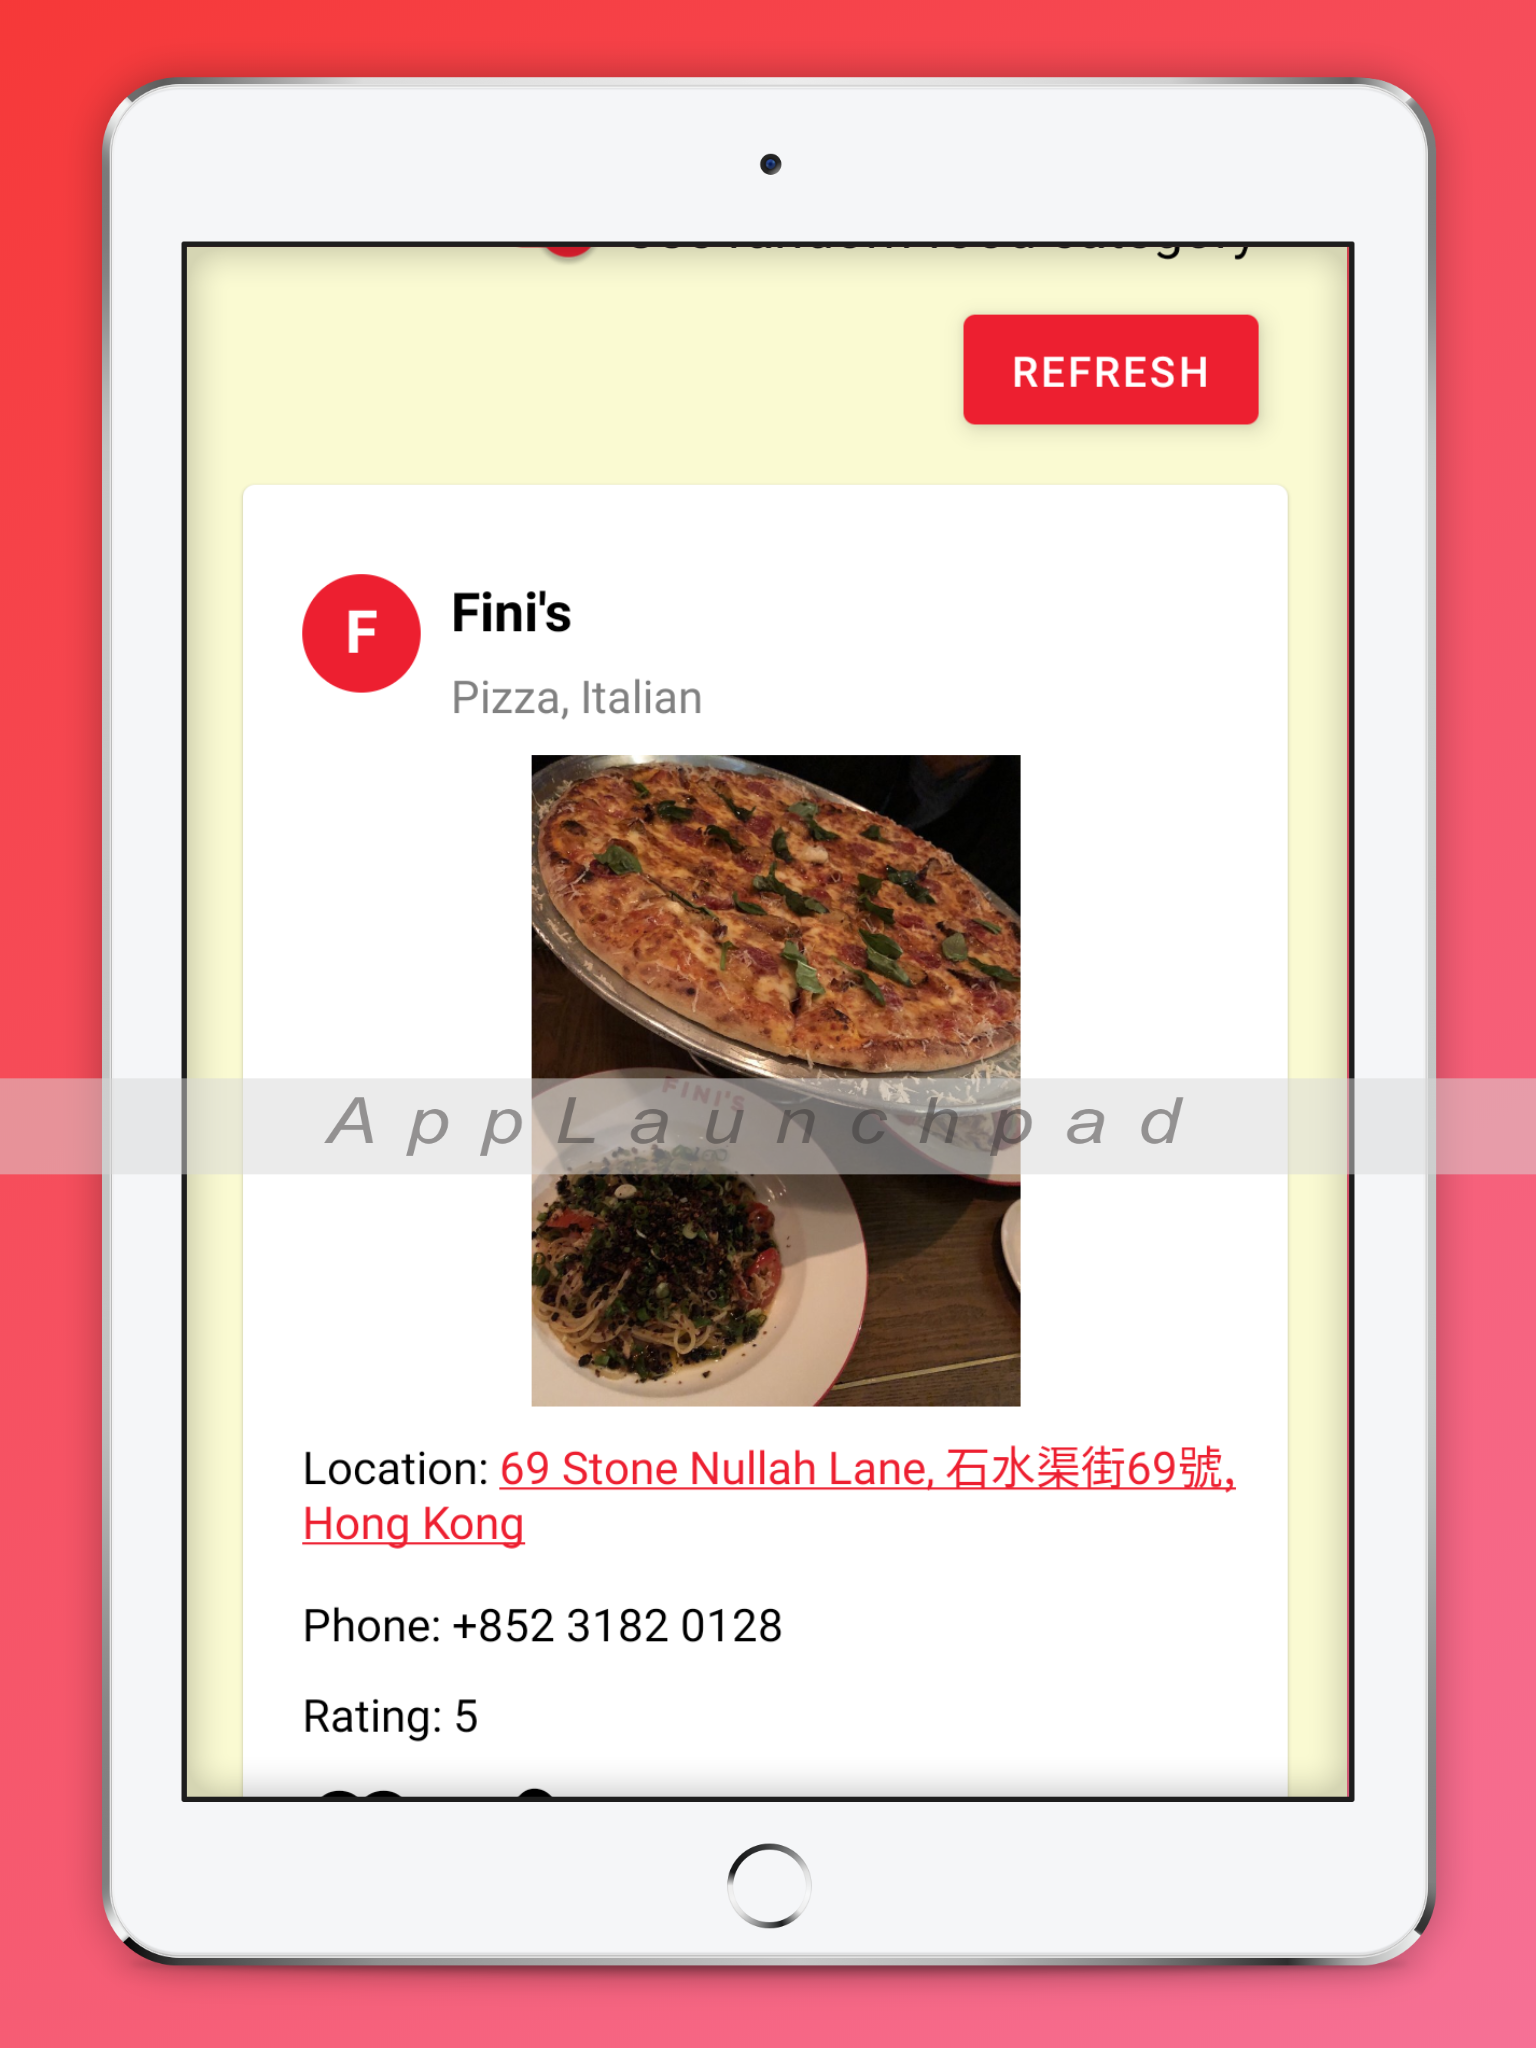 REFRESH
F
Fini's
Pizza, Italian
FINI'S
AppLaunchpad
Location: 69 Stone Nullah Lane, 石水渠街69號,
Hong Kong
Phone: +852 3182 0128
Rating: 5